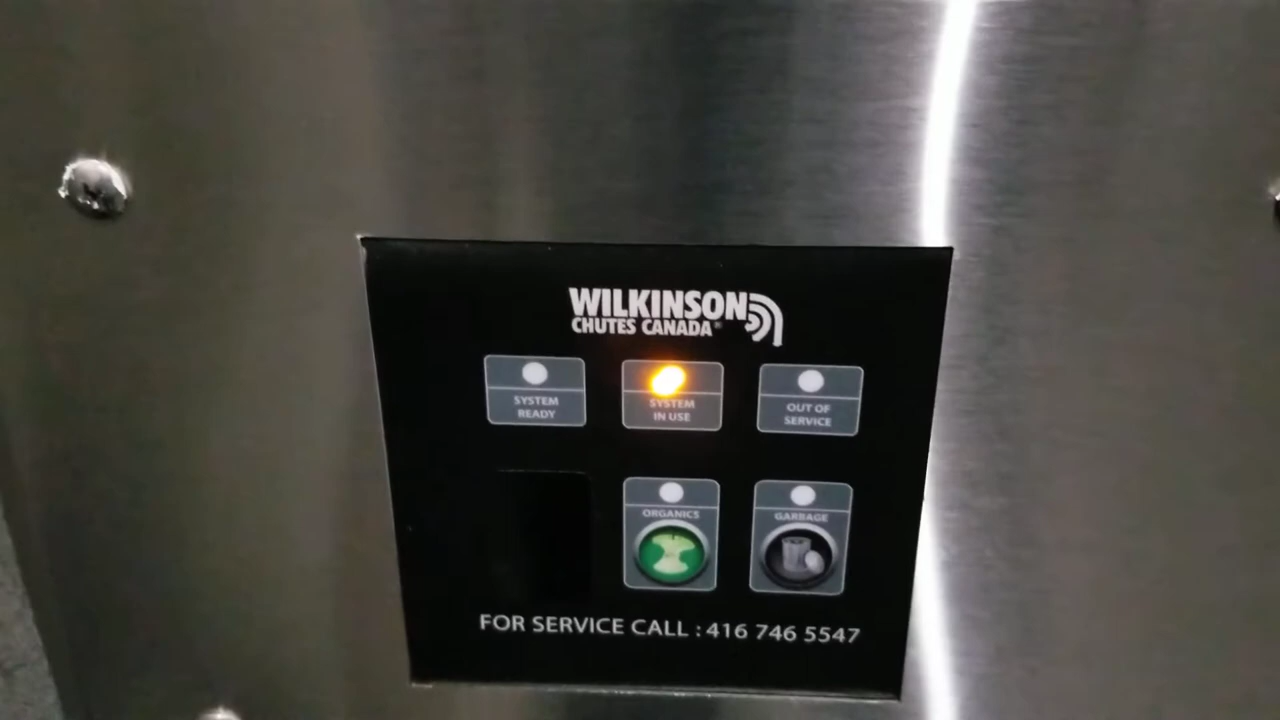 WILKINSON
CHUTES CANADA®
SYSTEM
READY
SYSTEM
IN USE
OUT OF
SERVICE
ORGANICS
GARBAGE
FOR SERVICE CALL : 416 746 5547